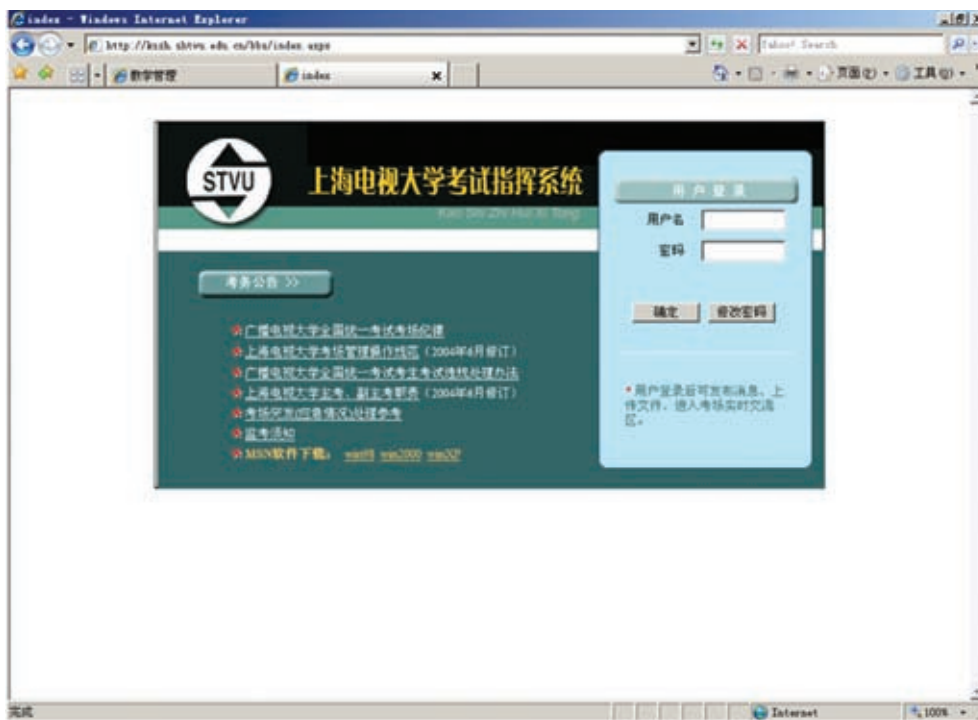 index - Windows Internet Explorer
http://kszh.shtvu.edu.cn/bbs/index.aspx
Yahoo! Search
教学管理
index
页面(P)
工具(O)
STVU
上海电视大学考试指挥系统
Kao Shi Zhi Hui Xi Tong
用户登录
用户名
密码
确定
修改密码
*用户登录后可发布消息、上
传文件、进入考场实时交流
区。
考务公告 >>
广播电视大学全国统一考试考场纪律
上海电视大学考场管理操作规范(2004年6月修订)
广播电视大学全国统一考试考生考试违规处理办法
上海电视大学主考、副主考职责(2004年6月修订)
考场突发(应急情况)处理参考
监考须知
MSN软件下载: win98 win2000 winXP
完成
Internet
100%